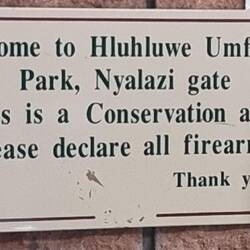 ome to Hluhluwe Umf
Park, Nyalazi gate
s is a Conservation a
ease declare all firearm
Thank y